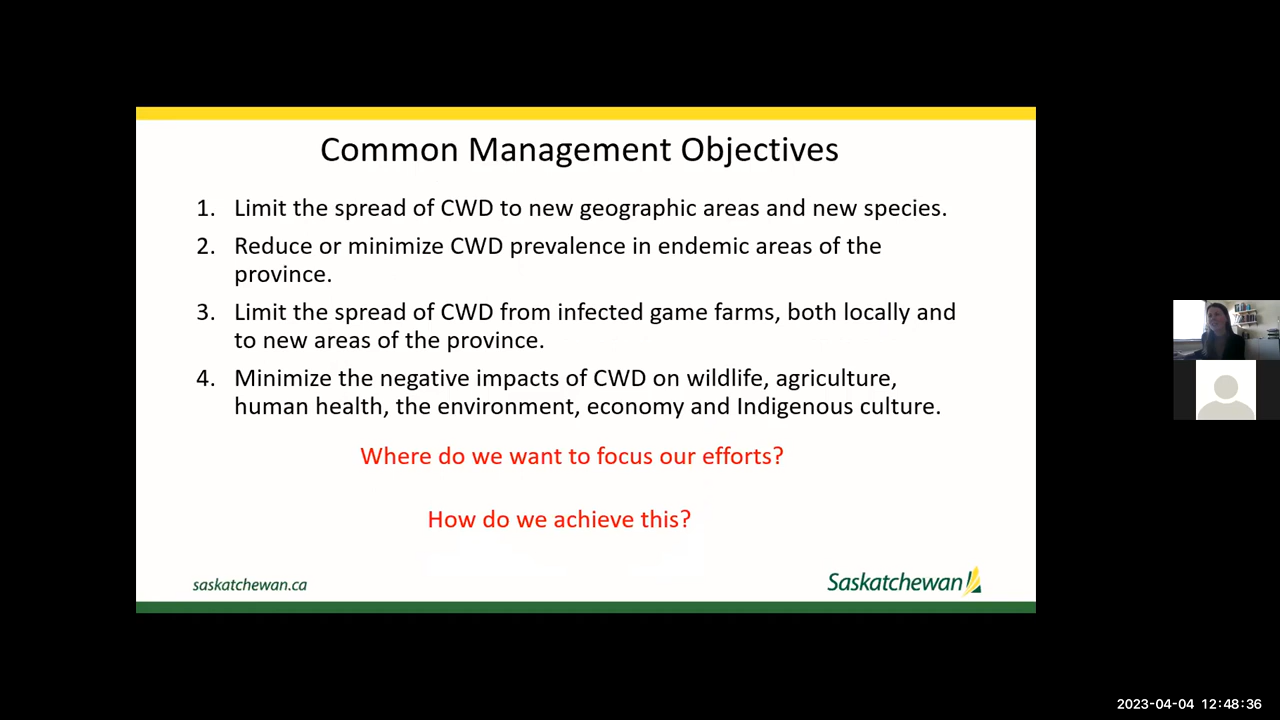 Common Management Objectives
1. Limit the spread of CWD to new geographic areas and new species.
2. Reduce or minimize CWD prevalence in endemic areas of the
province.
3. Limit the spread of CWD from infected game farms, both locally and
to new areas of the province.
4. Minimize the negative impacts of CWD on wildlife, agriculture,
human health, the environment, economy and Indigenous culture.
Where do we want to focus our efforts?
How do we achieve this?
saskatchewan.ca
Saskatchewan
2023-04-04 12:48:36